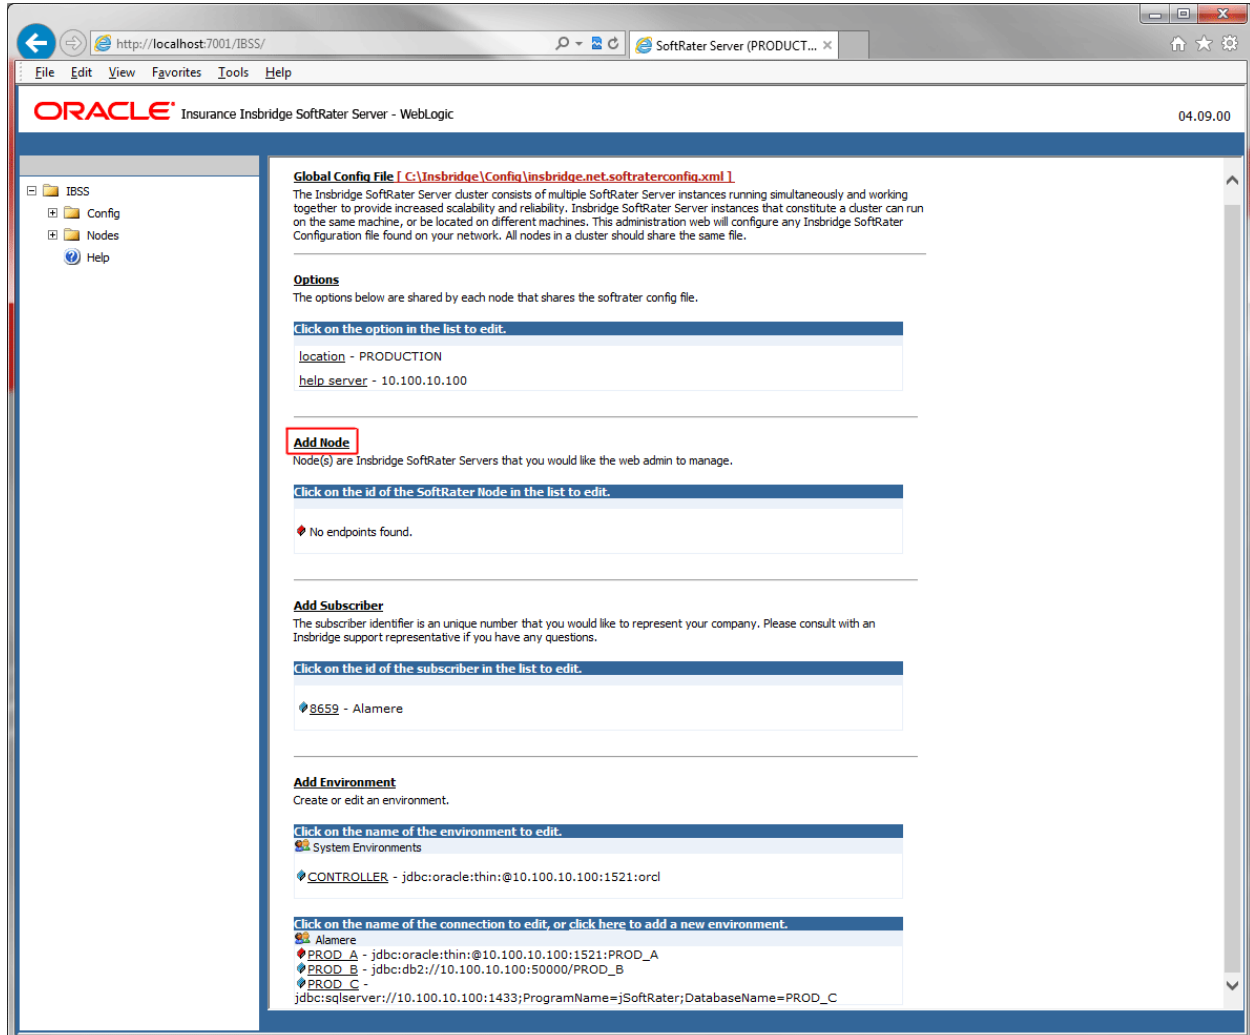 http://localhost:7001/IBSS/
SoftRater Server (PRODUCT...
File Edit View Favorites Tools Help
ORACLE Insurance Insbridge SoftRater Server - WebLogic
04.09.00
IBSS
Config
Nodes
Help
Global Config File [ C:\Insbridge\Config\insbridge.net.softraterconfig.xml ]
The Insbridge SoftRater Server cluster consists of multiple SoftRater Server instances running simultaneously and working
together to provide increased scalability and reliability. Insbridge SoftRater Server instances that constitute a cluster can run
on the same machine, or be located on different machines. This administration web will configure any Insbridge SoftRater
Configuration file found on your network. All nodes in a cluster should share the same file.
Options
The options below are shared by each node that shares the softrater config file.
Click on the option in the list to edit.
location - PRODUCTION
help server - 10.100.10.100
Add Node
Node(s) are Insbridge SoftRater Servers that you would like the web admin to manage.
Click on the id of the SoftRater Node in the list to edit.
No endpoints found.
Add Subscriber
The subscriber identifier is an unique number that you would like to represent your company. Please consult with an
Insbridge support representative if you have any questions.
Click on the id of the subscriber in the list to edit.
8659 - Alamere
Add Environment
Create or edit an environment.
Click on the name of the environment to edit.
System Environments
CONTROLLER - jdbc:oracle:thin:@10.100.10.100:1521:orcl
Click on the name of the connection to edit, or click here to add a new environment.
Alamere
PROD_A - jdbc:oracle:thin:@10.100.10.100:1521:PROD_A
PROD_B - jdbc:db2://10.100.10.100:50000/PROD_B
PROD_C -
jdbc:sqlserver://10.100.10.100:1433;ProgramName=jSoftRater;DatabaseName=PROD_C